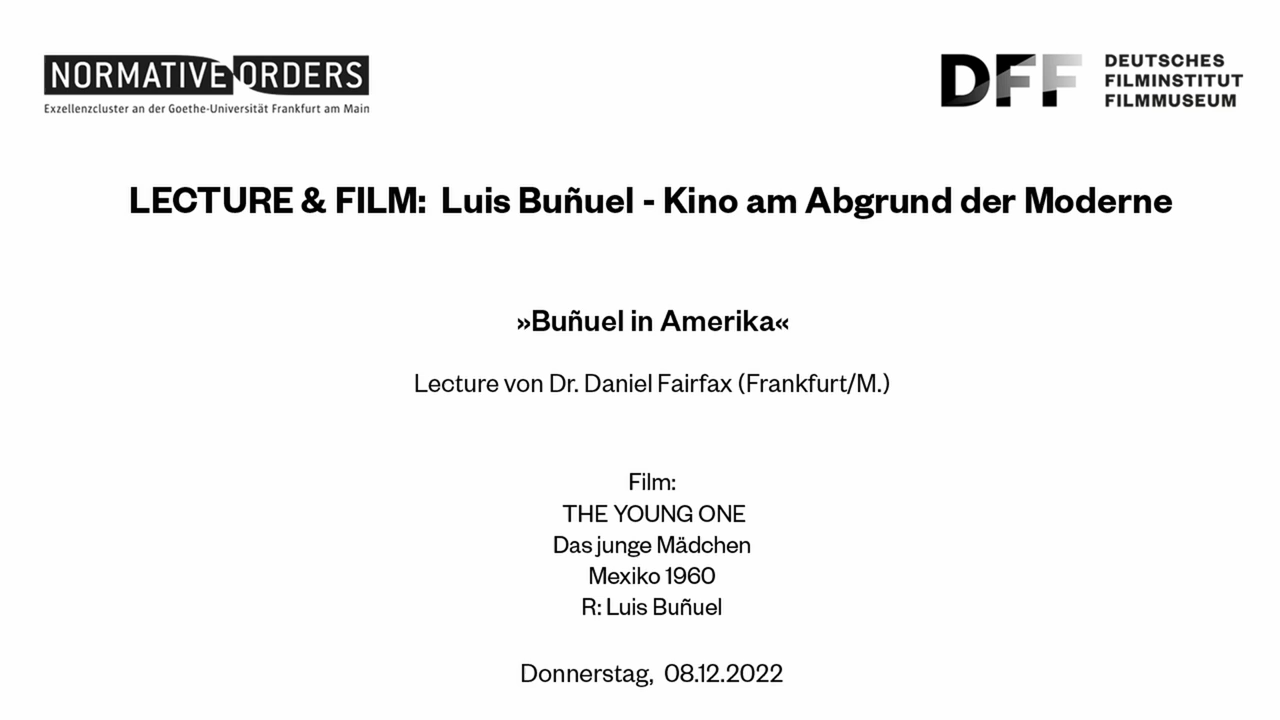 NORMATIVE ORDERS
Exzellenzcluster an der Goethe-Universität Frankfurt am Main
DFF DEUTSCHES
FILMINSTITUT
FILMMUSEUM
LECTURE & FILM: Luis Buñuel - Kino am Abgrund der Moderne
»Buñuel in Amerika«
Lecture von Dr. Daniel Fairfax (Frankfurt/M.)
Film:
THE YOUNG ONE
Das junge Mädchen
Mexiko 1960
R: Luis Buñuel
Donnerstag, 08.12.2022